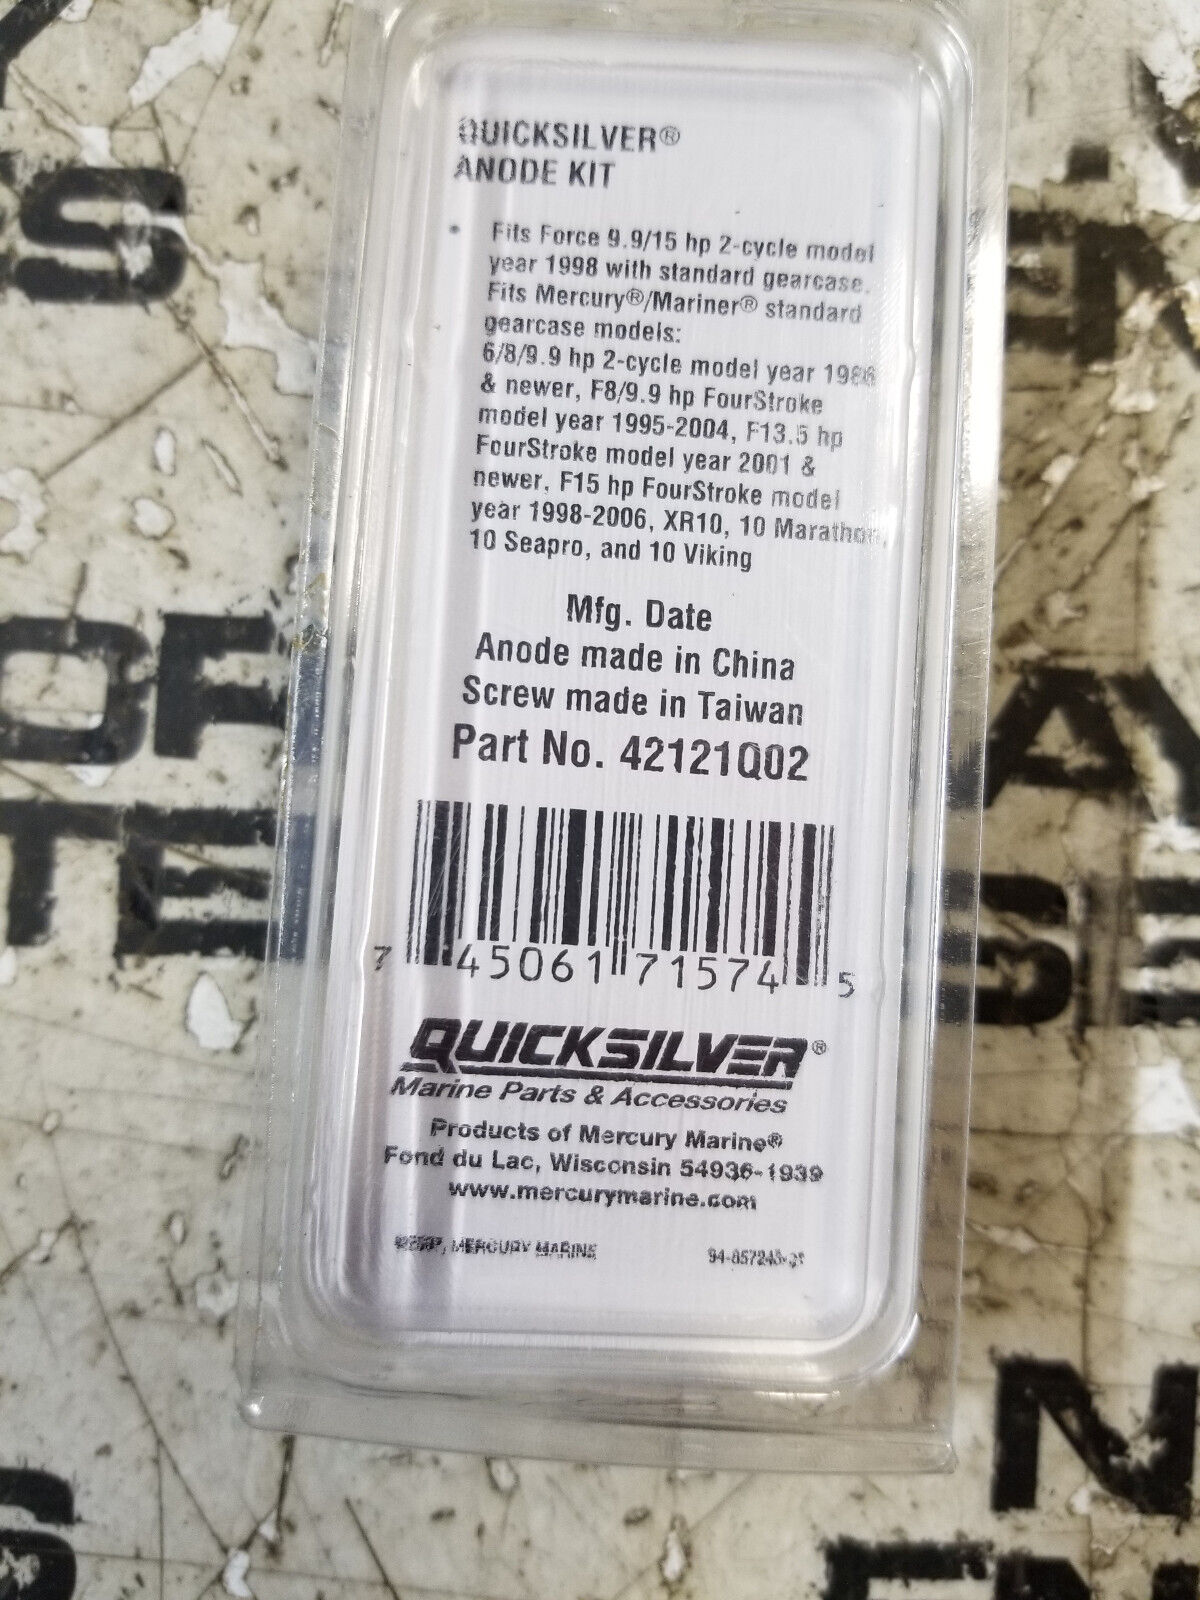 QUICKSILVER®
ANODE KIT
• Fits Force 9.9/15 hp 2-cycle model
year 1998 with standard gearcase.
Fits Mercury®/Mariner® standard
gearcase models:
6/8/9.9 hp 2-cycle model year 1986
& newer, F8/9.9 hp FourStroke
model year 1995-2004, F13.5 hp
FourStroke model year 2001 &
newer, F15 hp FourStroke model
year 1998-2006, XR10, 10 Marathon,
10 Seapro, and 10 Viking
Mfg. Date
Anode made in China
Screw made in Taiwan
Part No. 42121Q02
7 45061 71574 5
QUICKSILVER®
Marine Parts & Accessories
Products of Mercury Marine®
Fond du Lac, Wisconsin 54936-1939
www.mercurymarine.com
MERCURY MARINE